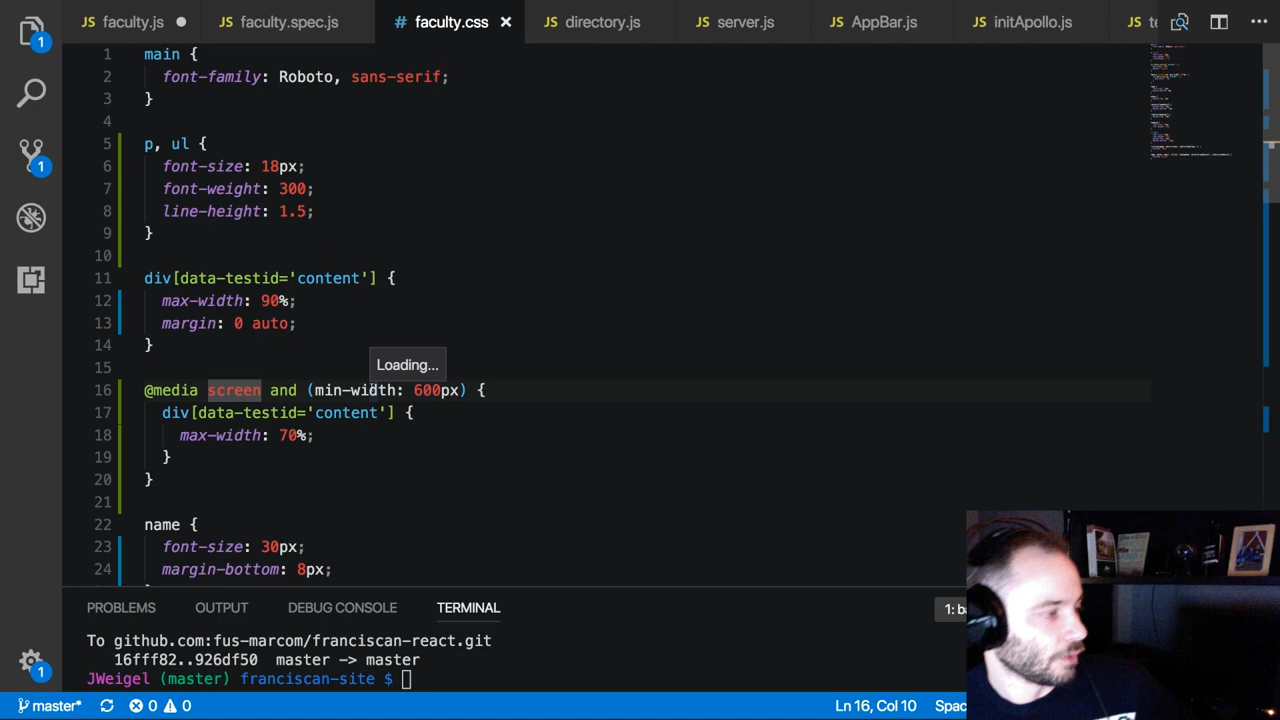 JS faculty.js JS faculty.spec.js # faculty.css JS directory.js JS server.js JS AppBar.js JS initApollo.js JS
1 main {
2 font-family: Roboto, sans-serif;
3 }
4
5 p, ul {
6 font-size: 18px;
7 font-weight: 300;
8 line-height: 1.5;
9 }
10
11 div[data-testid='content'] {
12 max-width: 90%;
13 margin: 0 auto;
14 }
15
Loading...
16 @media screen and (min-width: 600px) {
17 div[data-testid='content'] {
18 max-width: 70%;
19 }
20 }
21
22 name {
23 font-size: 30px;
24 margin-bottom: 8px;
1
1
1
PROBLEMS OUTPUT DEBUG CONSOLE TERMINAL 1:
To github.com:fus-marcom/franciscan-react.git
16fff82..926df50 master -> master
JWeigel (master) franciscan-site $
master* 0 0 Ln 16, Col 10